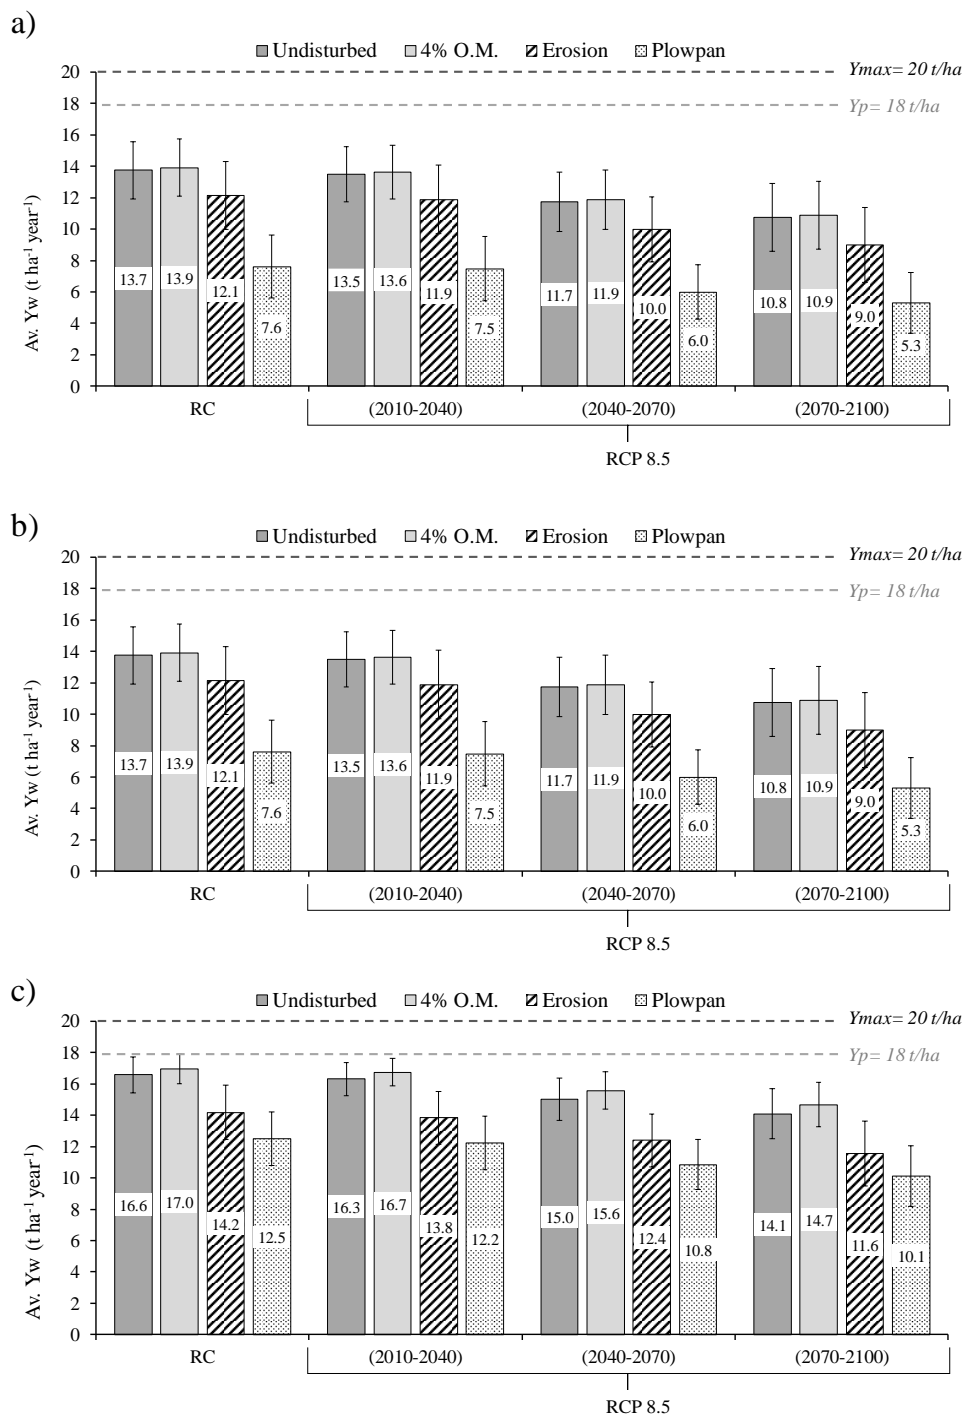 a)
Undisturbed 4% O.M. Erosion Plowpan
Ymax= 20 t/ha
Yp= 18 t/ha
Av. Yw (t ha⁻¹ year⁻¹)
20
18
16
14
12
10
8
6
4
2
0
13.7 13.9 12.1 7.6 13.5 13.6 11.9 7.5 11.7 11.9 10.0 6.0 10.8 10.9 9.0 5.3
RC (2010-2040) (2040-2070) (2070-2100)
RCP 8.5
b)
Undisturbed 4% O.M. Erosion Plowpan
Ymax= 20 t/ha
Yp= 18 t/ha
Av. Yw (t ha⁻¹ year⁻¹)
20
18
16
14
12
10
8
6
4
2
0
13.7 13.9 12.1 7.6 13.5 13.6 11.9 7.5 11.7 11.9 10.0 6.0 10.8 10.9 9.0 5.3
RC (2010-2040) (2040-2070) (2070-2100)
RCP 8.5
c)
Undisturbed 4% O.M. Erosion Plowpan
Ymax= 20 t/ha
Yp= 18 t/ha
Av. Yw (t ha⁻¹ year⁻¹)
20
18
16
14
12
10
8
6
4
2
0
16.6 17.0 14.2 12.5 16.3 16.7 13.8 12.2 15.0 15.6 12.4 10.8 14.1 14.7 11.6 10.1
RC (2010-2040) (2040-2070) (2070-2100)
RCP 8.5